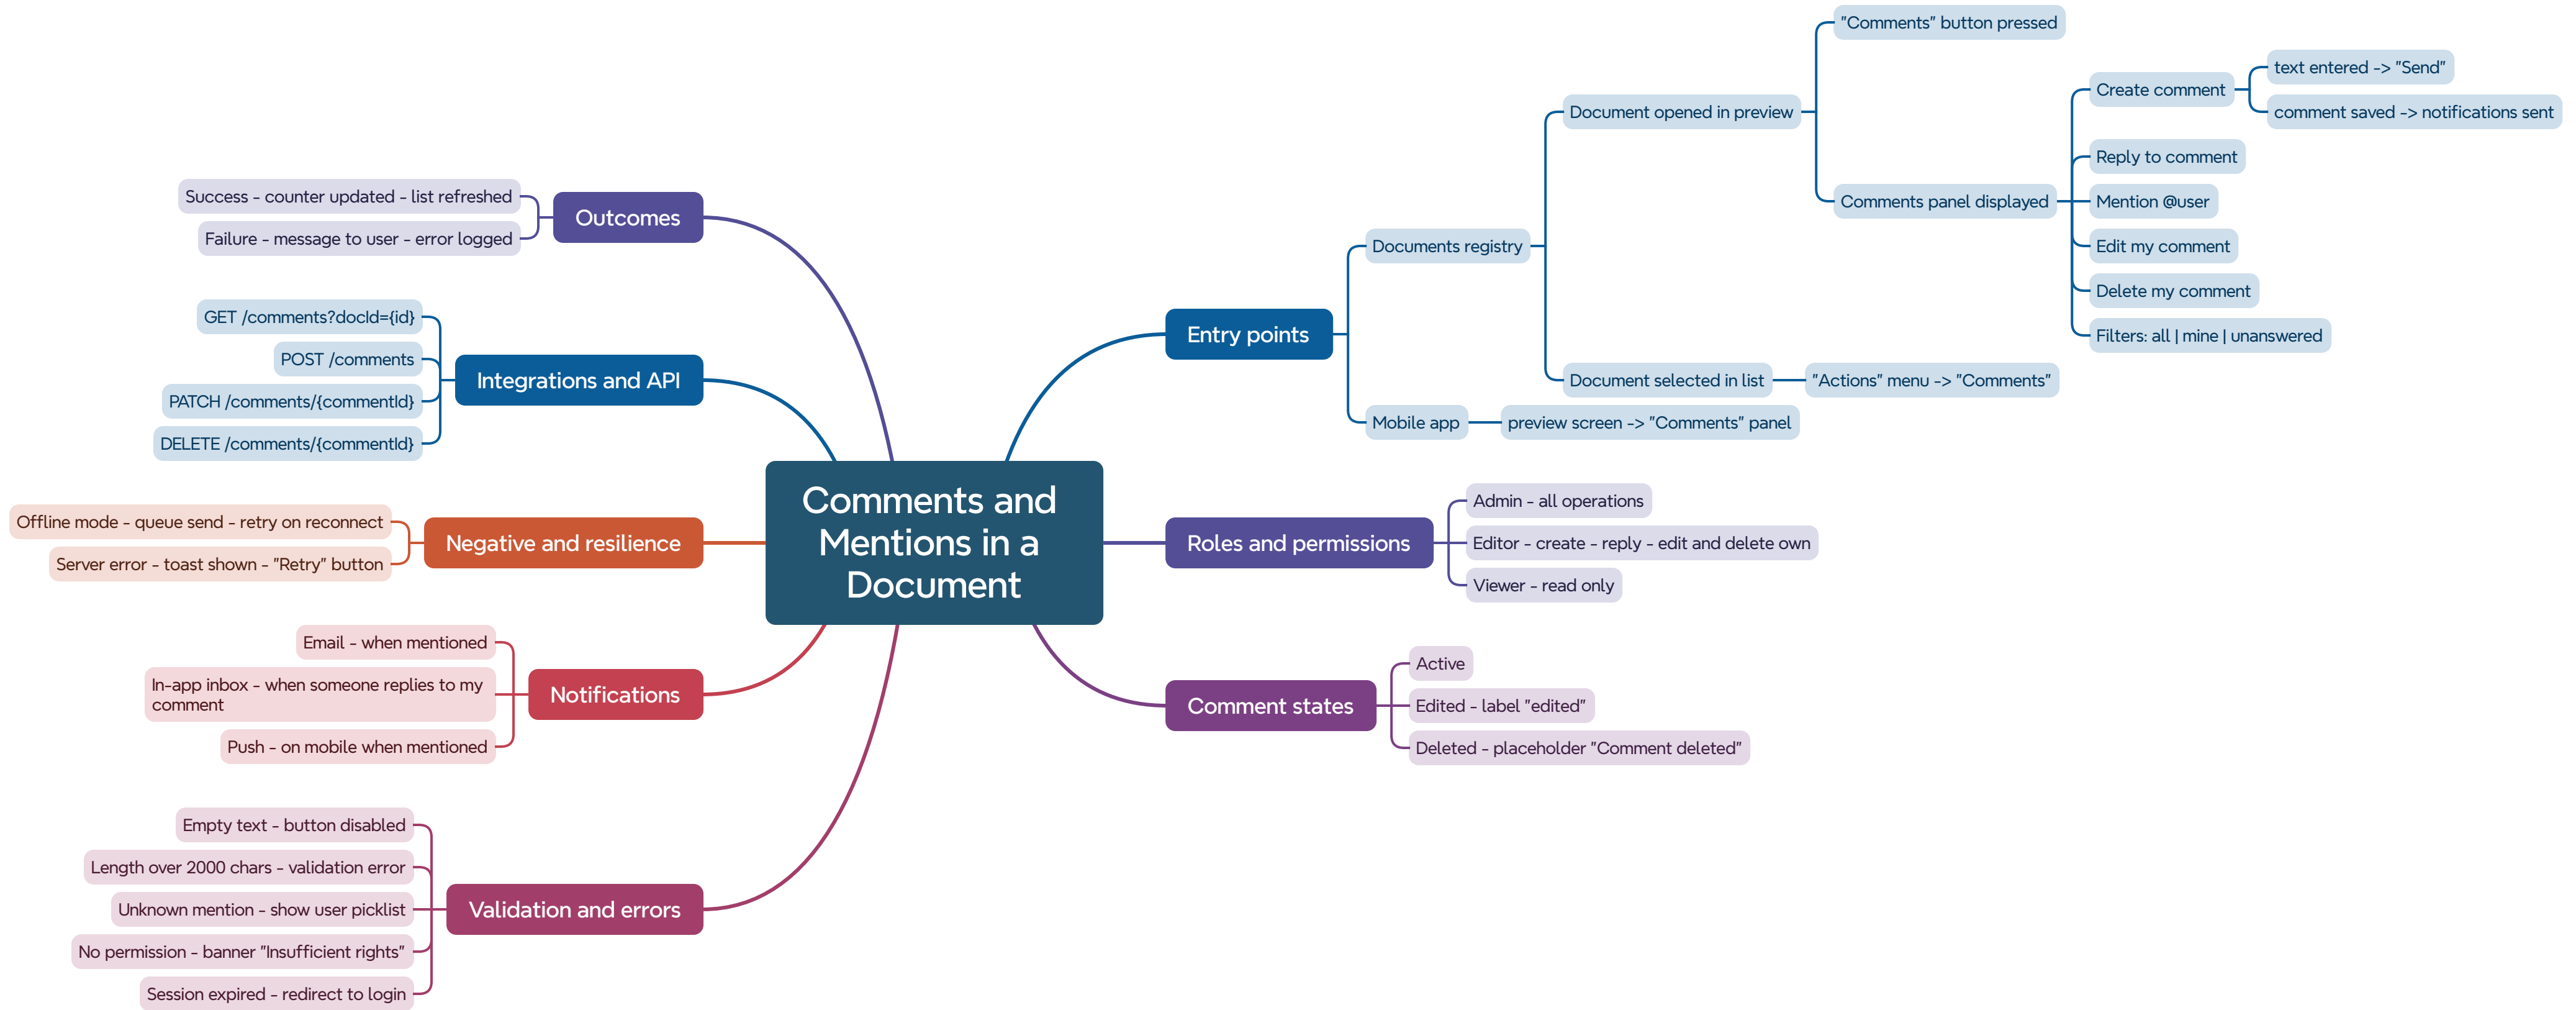 Comments and
Mentions in a
Document
Entry points
Documents registry
Document opened in preview
"Comments" button pressed
Comments panel displayed
Create comment
text entered -> "Send"
comment saved -> notifications sent
Reply to comment
Mention @user
Edit my comment
Delete my comment
Filters: all | mine | unanswered
Document selected in list
"Actions" menu -> "Comments"
Mobile app
preview screen -> "Comments" panel
Roles and permissions
Admin - all operations
Editor - create - reply - edit and delete own
Viewer - read only
Comment states
Active
Edited - label "edited"
Deleted - placeholder "Comment deleted"
Outcomes
Success - counter updated - list refreshed
Failure - message to user - error logged
Integrations and API
GET /comments?docId={id}
POST /comments
PATCH /comments/{commentId}
DELETE /comments/{commentId}
Negative and resilience
Offline mode - queue send - retry on reconnect
Server error - toast shown - "Retry" button
Notifications
Email - when mentioned
In-app inbox - when someone replies to my
comment
Push - on mobile when mentioned
Validation and errors
Empty text - button disabled
Length over 2000 chars - validation error
Unknown mention - show user picklist
No permission - banner "Insufficient rights"
Session expired - redirect to login